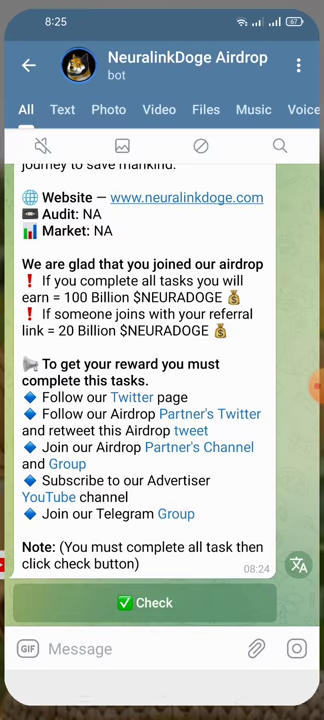 8:25
67
NeuralinkDoge Airdrop
bot
All Text Photo Video Files Music Voice
journey to save mankind.
🌐 Website — www.neuralinkdoge.com
📼 Audit: NA
📊 Market: NA
We are glad that you joined our airdrop
❗ If you complete all tasks you will
earn = 100 Billion $NEURADOGE 💰
❗ If someone joins with your referral
link = 20 Billion $NEURADOGE 💰
📢 To get your reward you must
complete this tasks.
🔹 Follow our Twitter page
🔹 Follow our Airdrop Partner's Twitter
and retweet this Airdrop tweet
🔹 Join our Airdrop Partner's Channel
and Group
🔹 Subscribe to our Advertiser
YouTube channel
🔹 Join our Telegram Group
Note: (You must complete all task then
click check button)
08:24
✅ Check
GIF Message